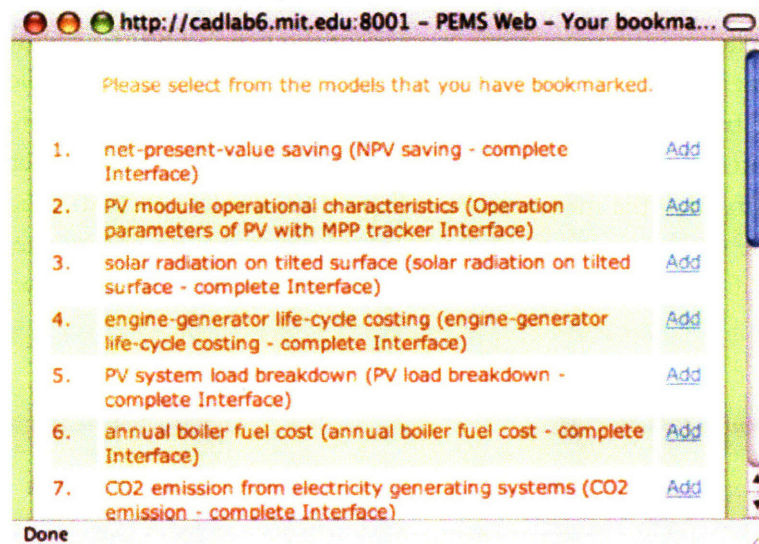 http://cadlab6.mit.edu:8001 - PEMS Web - Your bookma...
Please select from the models that you have bookmarked.
1. net-present-value saving (NPV saving - complete Add
Interface)
2. PV module operational characteristics (Operation Add
parameters of PV with MPP tracker Interface)
3. solar radiation on tilted surface (solar radiation on tilted Add
surface - complete Interface)
4. engine-generator life-cycle costing (engine-generator Add
life-cycle costing - complete Interface)
5. PV system load breakdown (PV load breakdown - Add
complete Interface)
6. annual boiler fuel cost (annual boiler fuel cost - complete Add
Interface)
7. CO2 emission from electricity generating systems (CO2 Add
emission - complete Interface)
Done